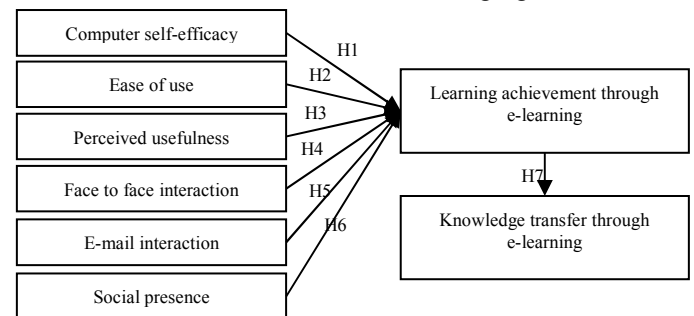 Computer self-efficacy
H1
Ease of use
H2
Perceived usefulness
H3
Face to face interaction
H4
E-mail interaction
H5
Social presence
H6
Learning achievement through
e-learning
H7
Knowledge transfer through
e-learning